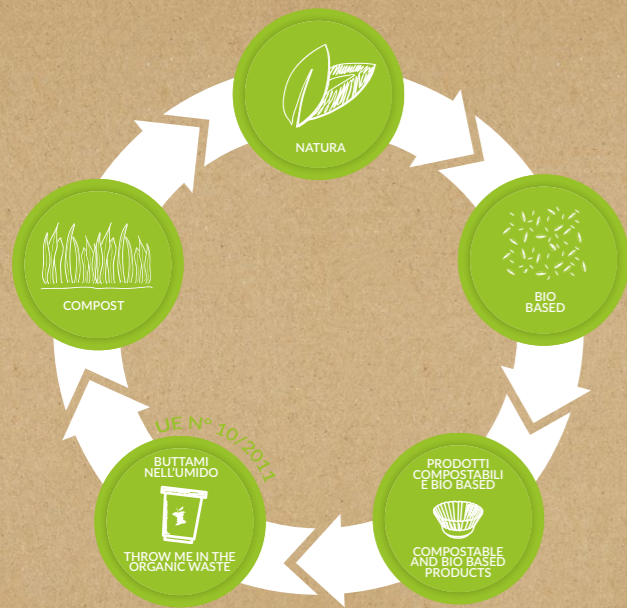 NATURA
BIO
BASED
PRODOTTI
COMPOSTABILI
E BIO BASED
COMPOSTABLE
AND BIO BASED
PRODUCTS
UE N° 10/2011
BUTTAMI
NELL'UMIDO
THROW ME IN THE
ORGANIC WASTE
COMPOST